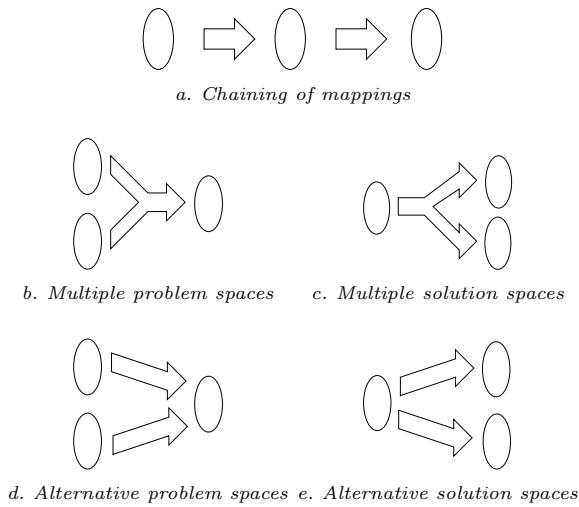 a. Chaining of mappings
b. Multiple problem spaces
c. Multiple solution spaces
d. Alternative problem spaces
e. Alternative solution spaces